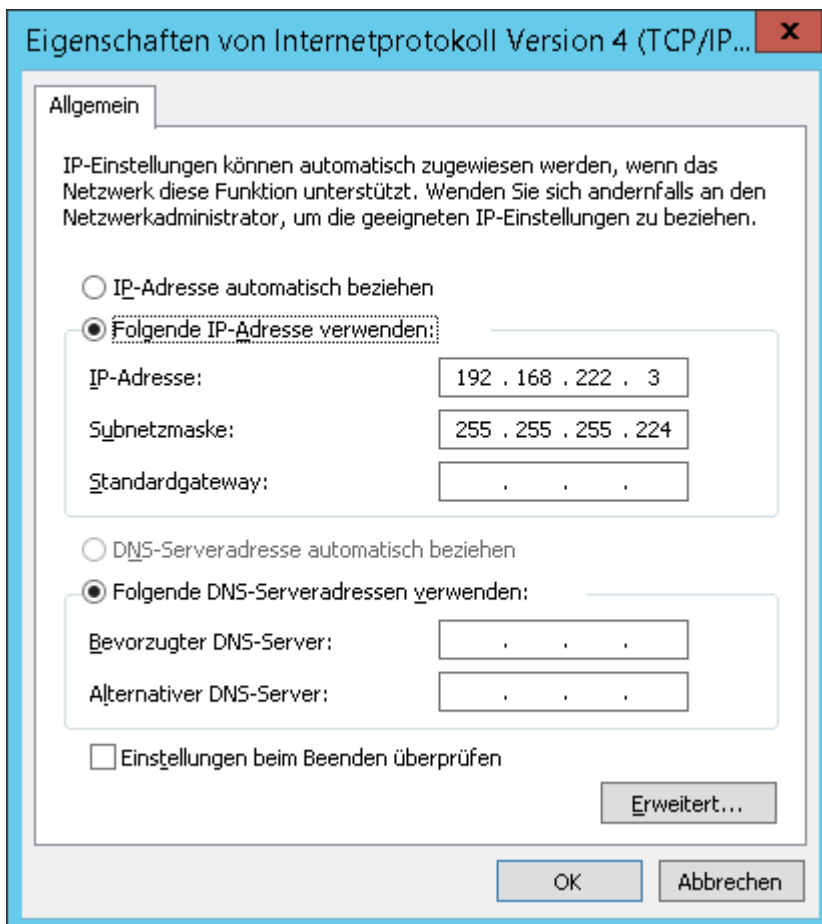 Eigenschaften von Internetprotokoll Version 4 (TCP/IP...
x
Allgemein
IP-Einstellungen können automatisch zugewiesen werden, wenn das
Netzwerk diese Funktion unterstützt. Wenden Sie sich andernfalls an den
Netzwerkadministrator, um die geeigneten IP-Einstellungen zu beziehen.
IP-Adresse automatisch beziehen
Folgende IP-Adresse verwenden:
IP-Adresse: 192 . 168 . 222 . 3
Subnetzmaske: 255 . 255 . 255 . 224
Standardgateway: . . .
DNS-Serveradresse automatisch beziehen
Folgende DNS-Serveradressen verwenden:
Bevorzugter DNS-Server: . . .
Alternativer DNS-Server: . . .
Einstellungen beim Beenden überprüfen
Erweitert...
OK Abbrechen